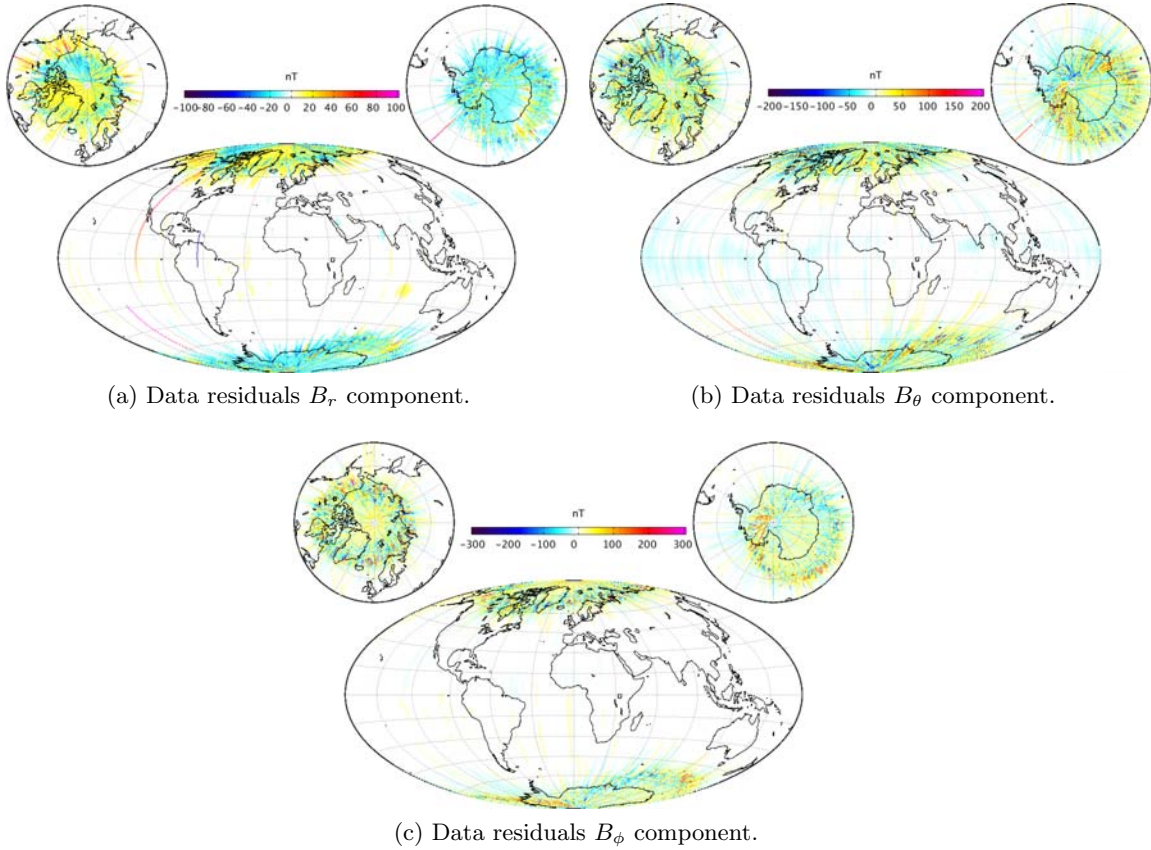 nT
−100−80 −60 −40 −20 0 20 40 60 80 100
nT
−200−150−100 −50 0 50 100 150 200
(a) Data residuals B_r component.
(b) Data residuals B_θ component.
nT
−300 −200 −100 0 100 200 300
(c) Data residuals B_ϕ component.